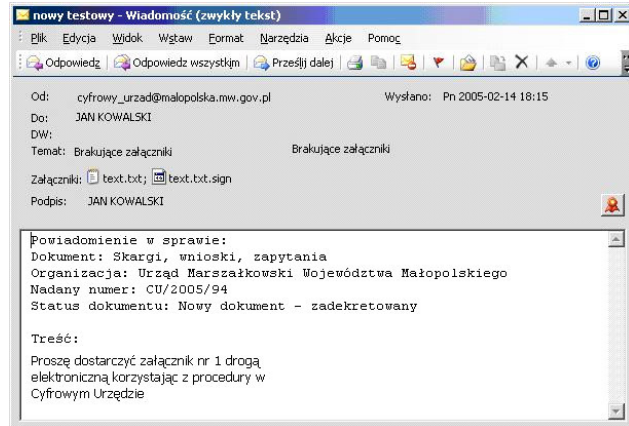 nowy testowy - Wiadomość (zwykły tekst)
Plik Edycja Widok Wstaw Format Narzędzia Akcje Pomoc
Odpowiedz Odpowiedz wszystkim Prześlij dalej
Od: cyfrowy_urzad@malopolska.mw.gov.pl Wysłano: Pn 2005-02-14 18:15
Do: JAN KOWALSKI
DW:
Temat: Brakujące załączniki Brakujące załączniki
Załączniki: text.txt; text.txt.sign
Podpis: JAN KOWALSKI
Powiadomienie w sprawie:
Dokument: Skargi, wnioski, zapytania
Organizacja: Urząd Marszałkowski Województwa Małopolskiego
Nadany numer: CU/2005/94
Status dokumentu: Nowy dokument - zadekretowany
Treść:
Proszę dostarczyć załącznik nr 1 drogą
elektroniczną korzystając z procedury w
Cyfrowym Urzędzie